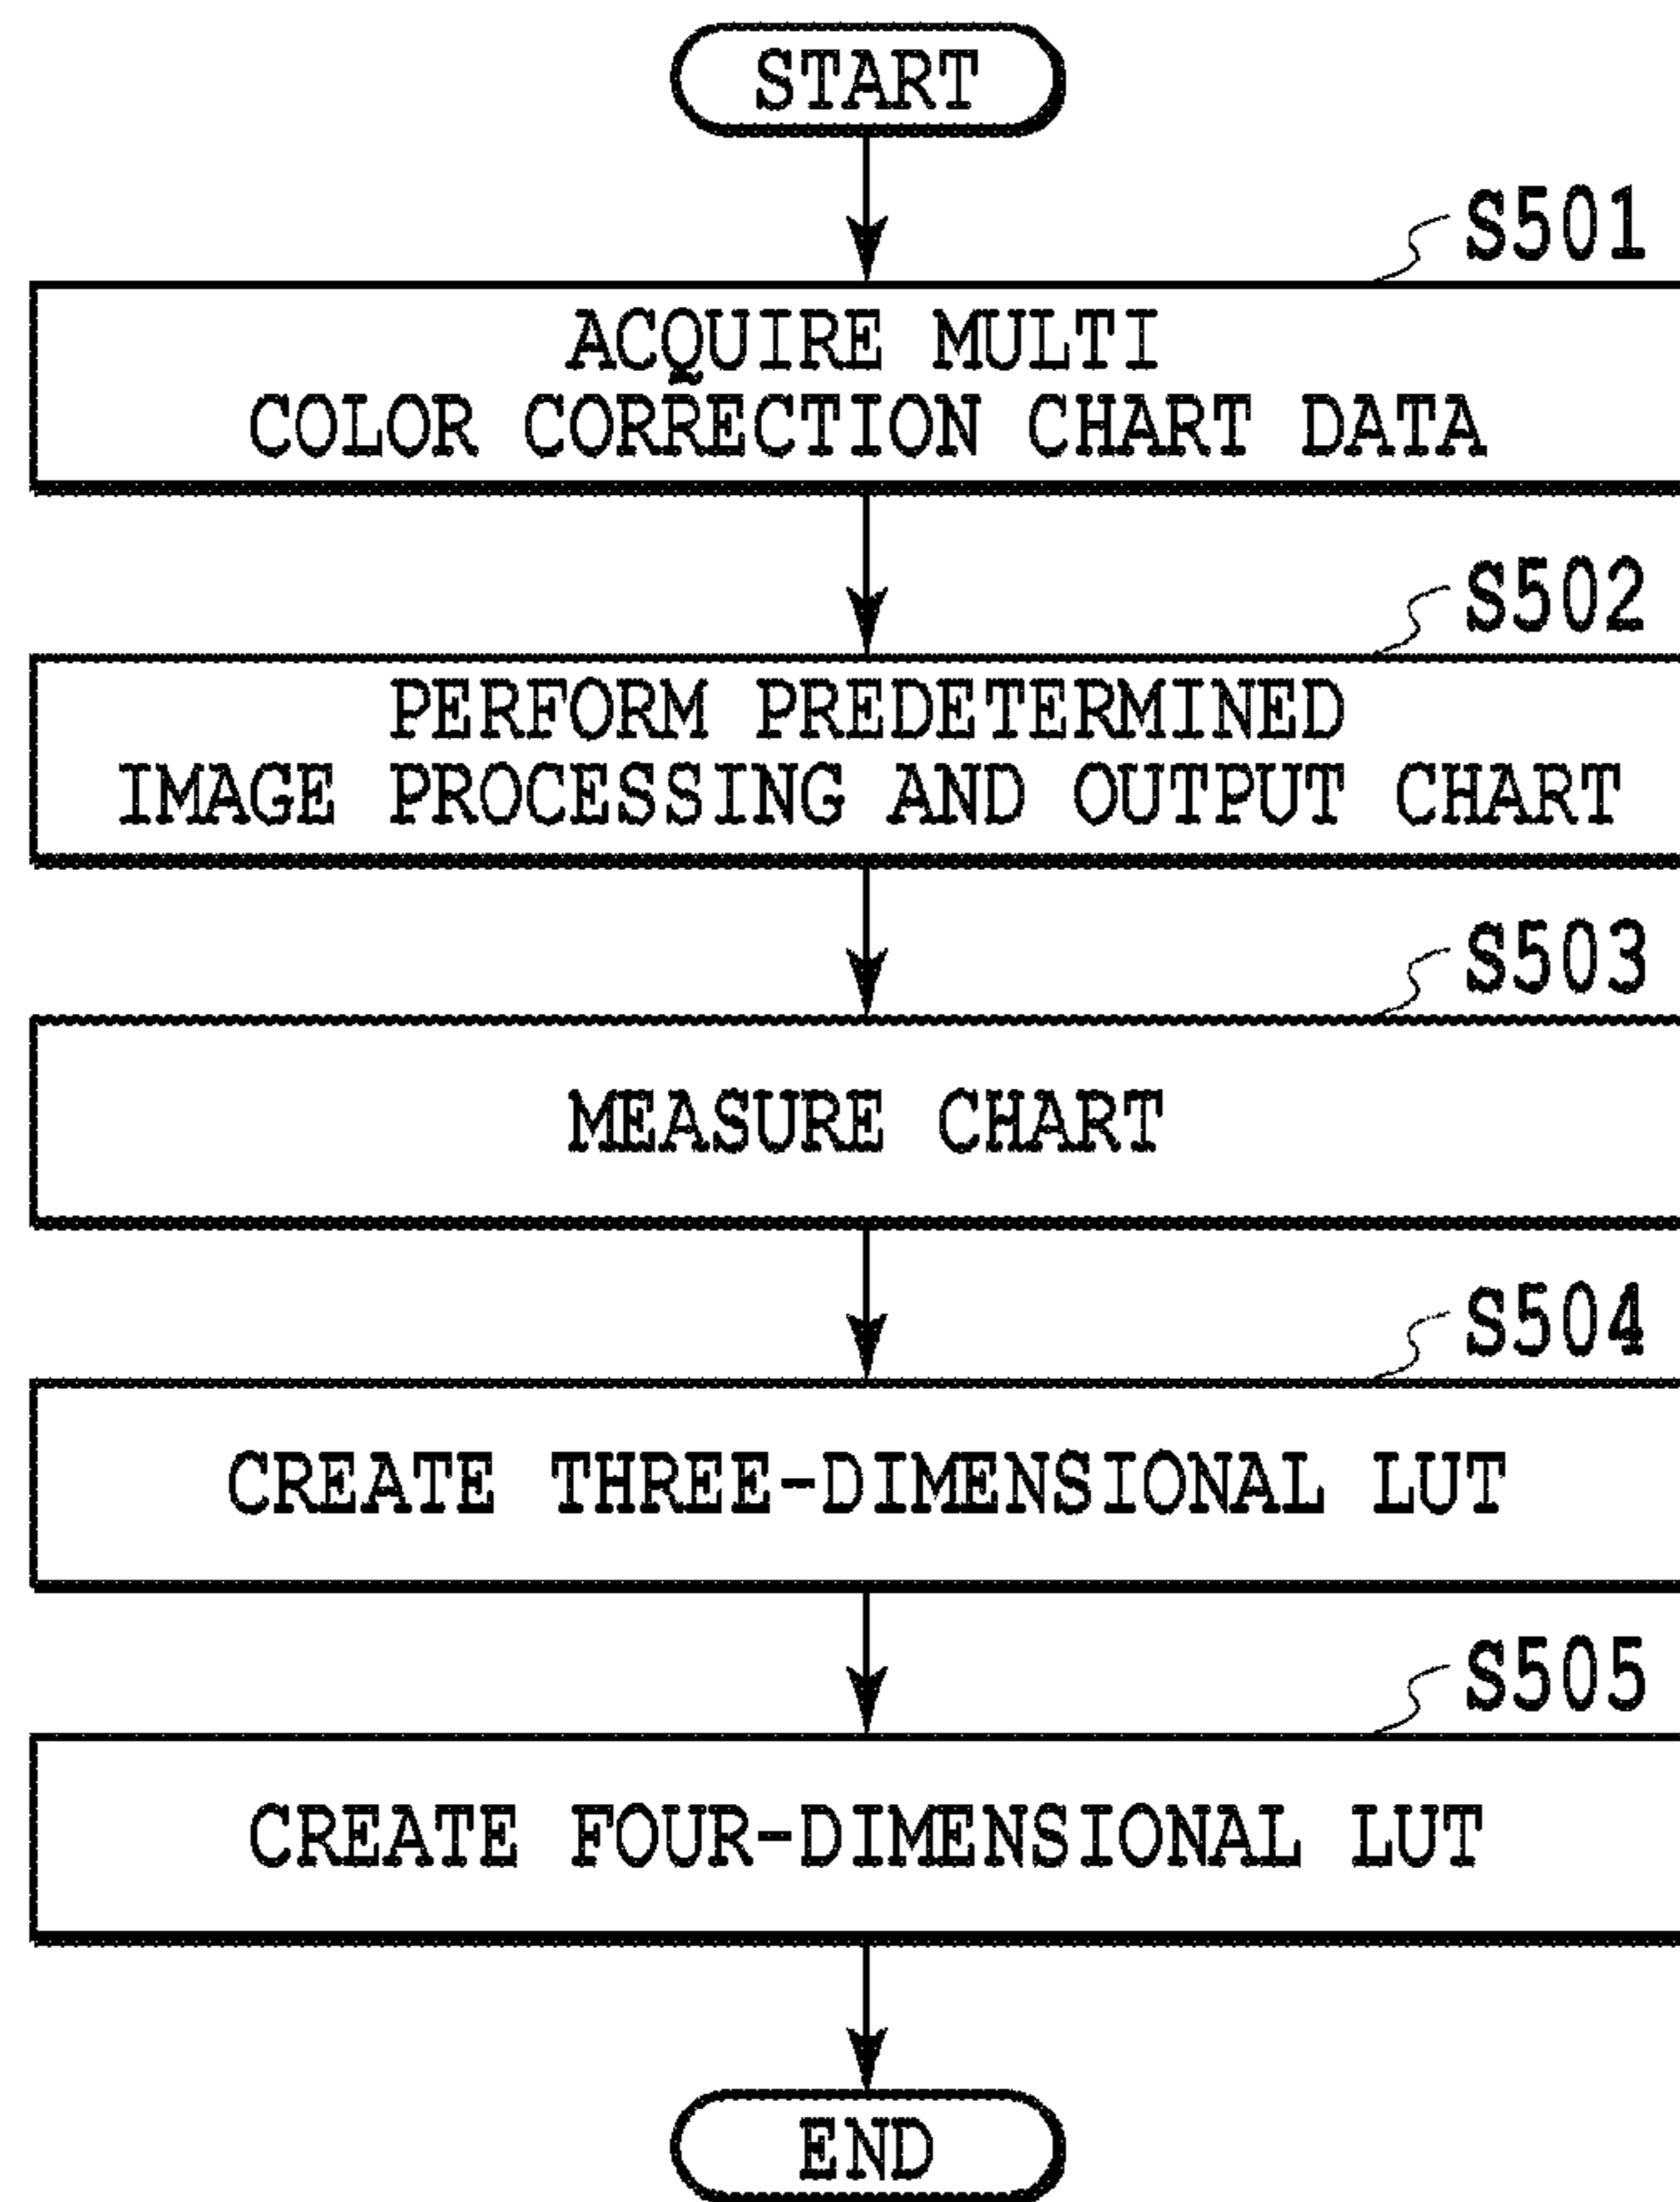 START
S501
ACQUIRE MULTI
COLOR CORRECTION CHART DATA
S502
PERFORM PREDETERMINED
IMAGE PROCESSING AND OUTPUT CHART
S503
MEASURE CHART
S504
CREATE THREE-DIMENSIONAL LUT
S505
CREATE FOUR-DIMENSIONAL LUT
END